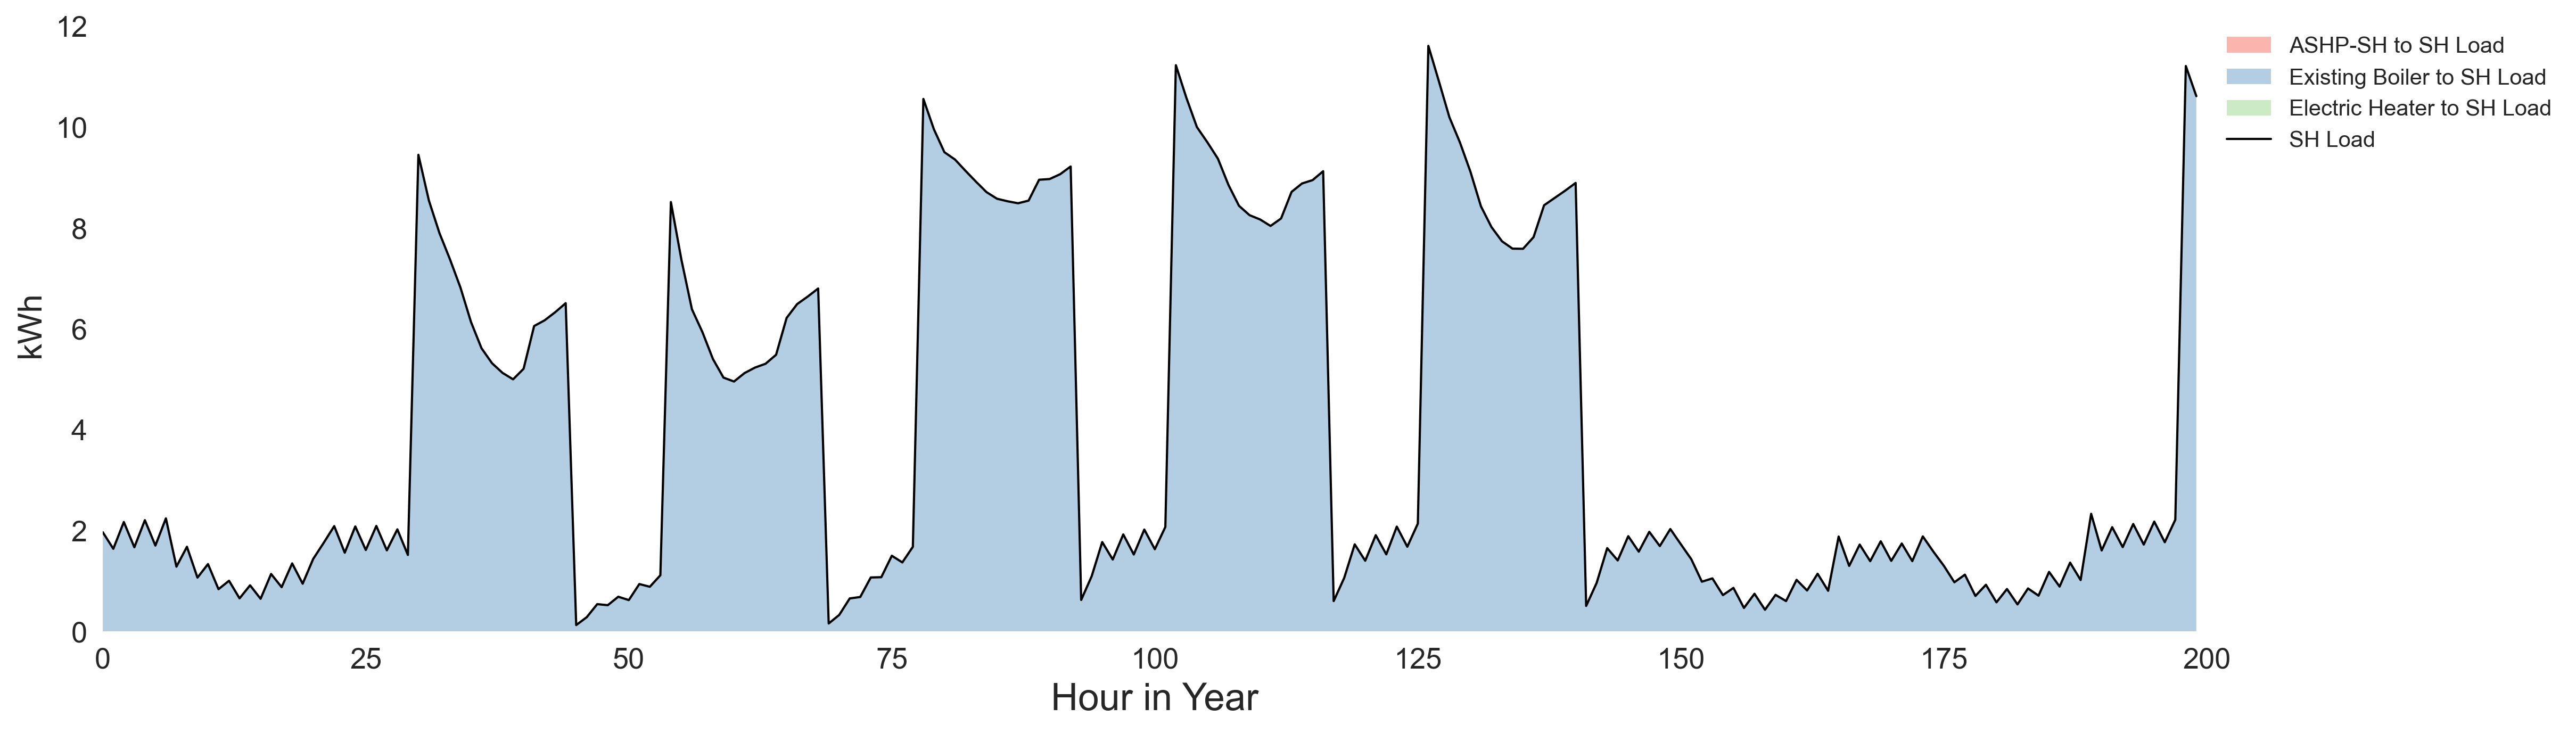 12
10
8
6
4
2
0
kWh
0 25 50 75 100 125 150 175 200
Hour in Year
ASHP-SH to SH Load
Existing Boiler to SH Load
Electric Heater to SH Load
SH Load